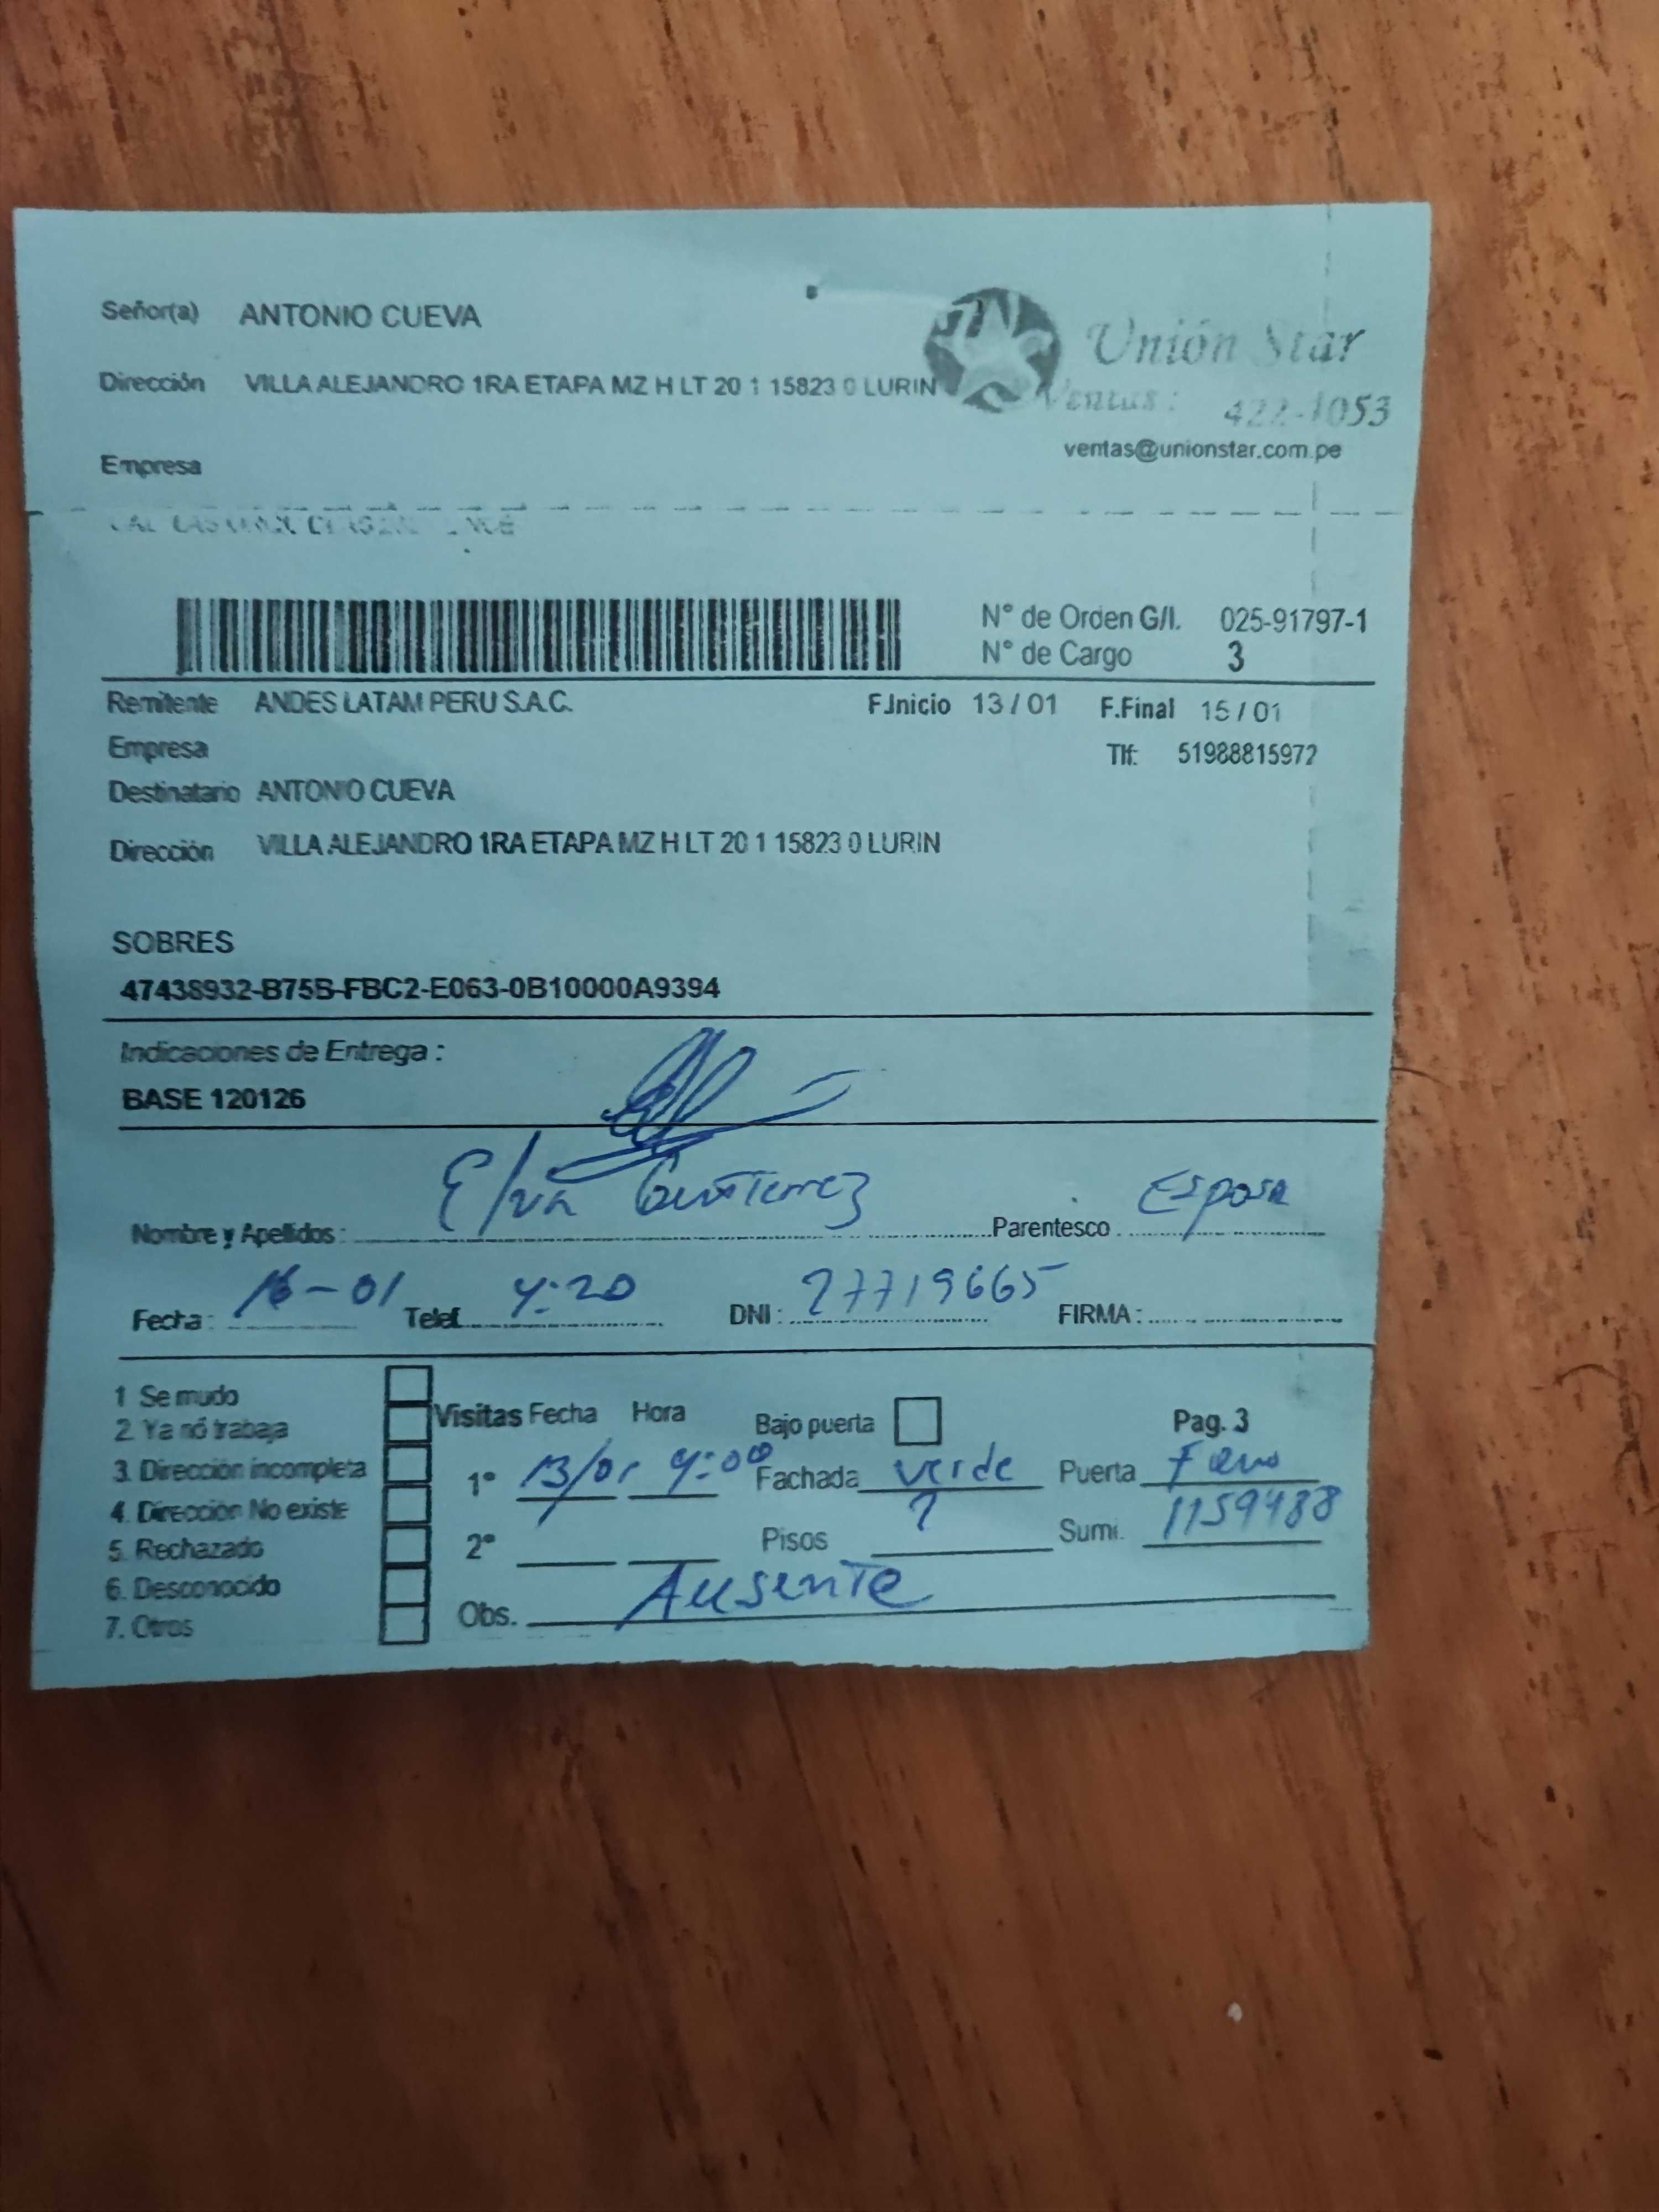 Señor(a) ANTONIO CUEVA
Unión Star
Dirección VILLA ALEJANDRO 1RA ETAPA MZ H LT 20 1 15823 0 LURIN
Ventas: 422-1053
ventas@unionstar.com.pe
Empresa
N° de Orden G/I. 025-91797-1
N° de Cargo 3
Remitente ANDES LATAM PERU S.A.C. F.Inicio 13 / 01 F.Final 15 / 01
Empresa Tlf: 51988815972
Destinatario ANTONIO CUEVA
Dirección VILLA ALEJANDRO 1RA ETAPA MZ H LT 20 1 15823 0 LURIN
SOBRES
47438932-B75B-FBC2-E063-0B10000A9394
Indicaciones de Entrega :
BASE 120126
Nombre y Apellidos : Elva Gutierrez Parentesco Esposa
Fecha : 16-01 Telef. 4:20 DNI : 27719665 FIRMA :
1 Se mudo
2. Ya nó trabaja
3. Dirección incompleta
4. Dirección No existe
5. Rechazado
6. Desconocido
7. Otros
Visitas Fecha Hora Bajo puerta Pag. 3
1° 13/01 4:00 Fachada verde Puerta
2° Pisos Sumi. 1159488
Obs. Ausente